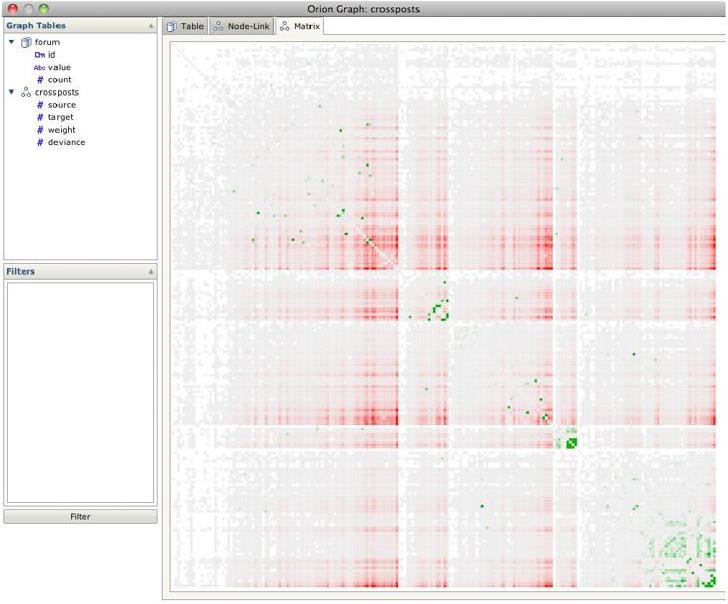 Orion Graph: crossposts
Graph Tables
Table
Node-Link
Matrix
forum
id
Abc value
# count
crossposts
# source
# target
# weight
# deviance
Filters
Filter